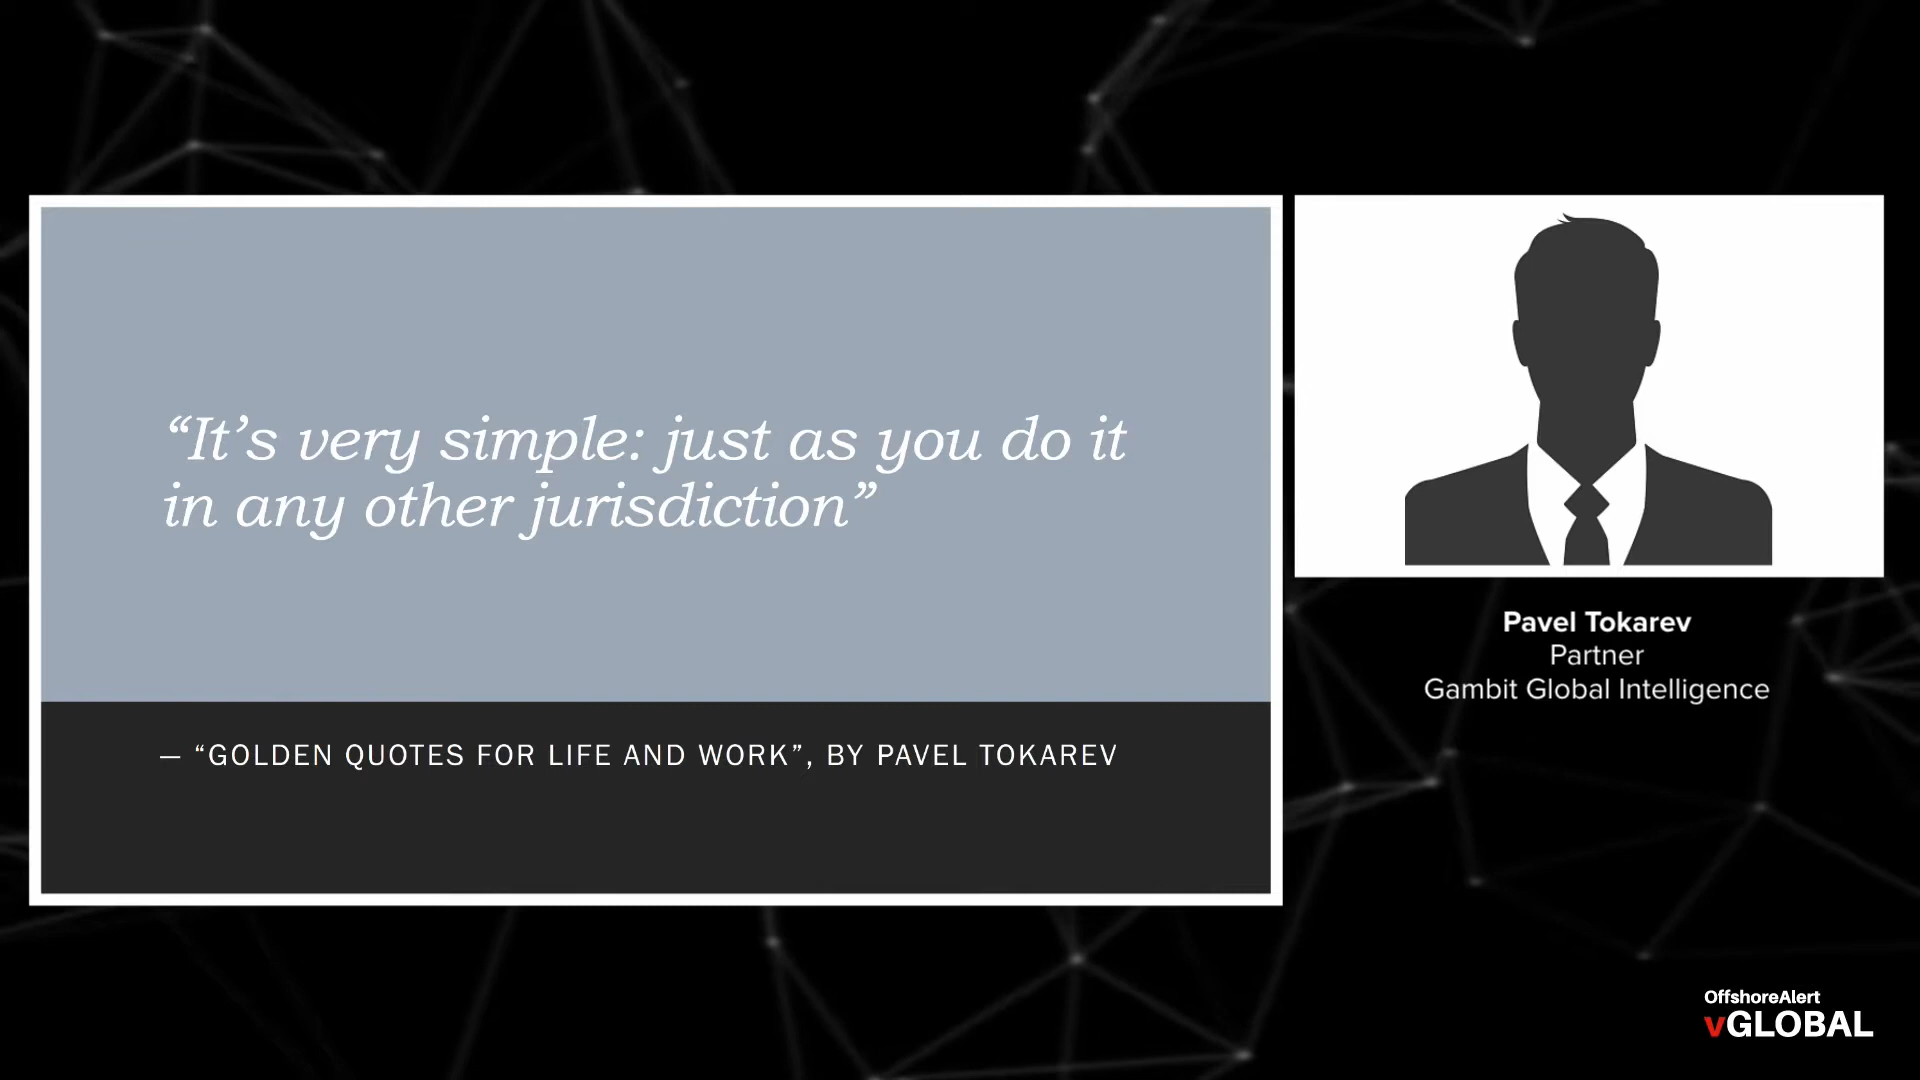 “It’s very simple: just as you do it
in any other jurisdiction”
— “GOLDEN QUOTES FOR LIFE AND WORK”, BY PAVEL TOKAREV
Pavel Tokarev
Partner
Gambit Global Intelligence
OffshoreAlert
vGLOBAL